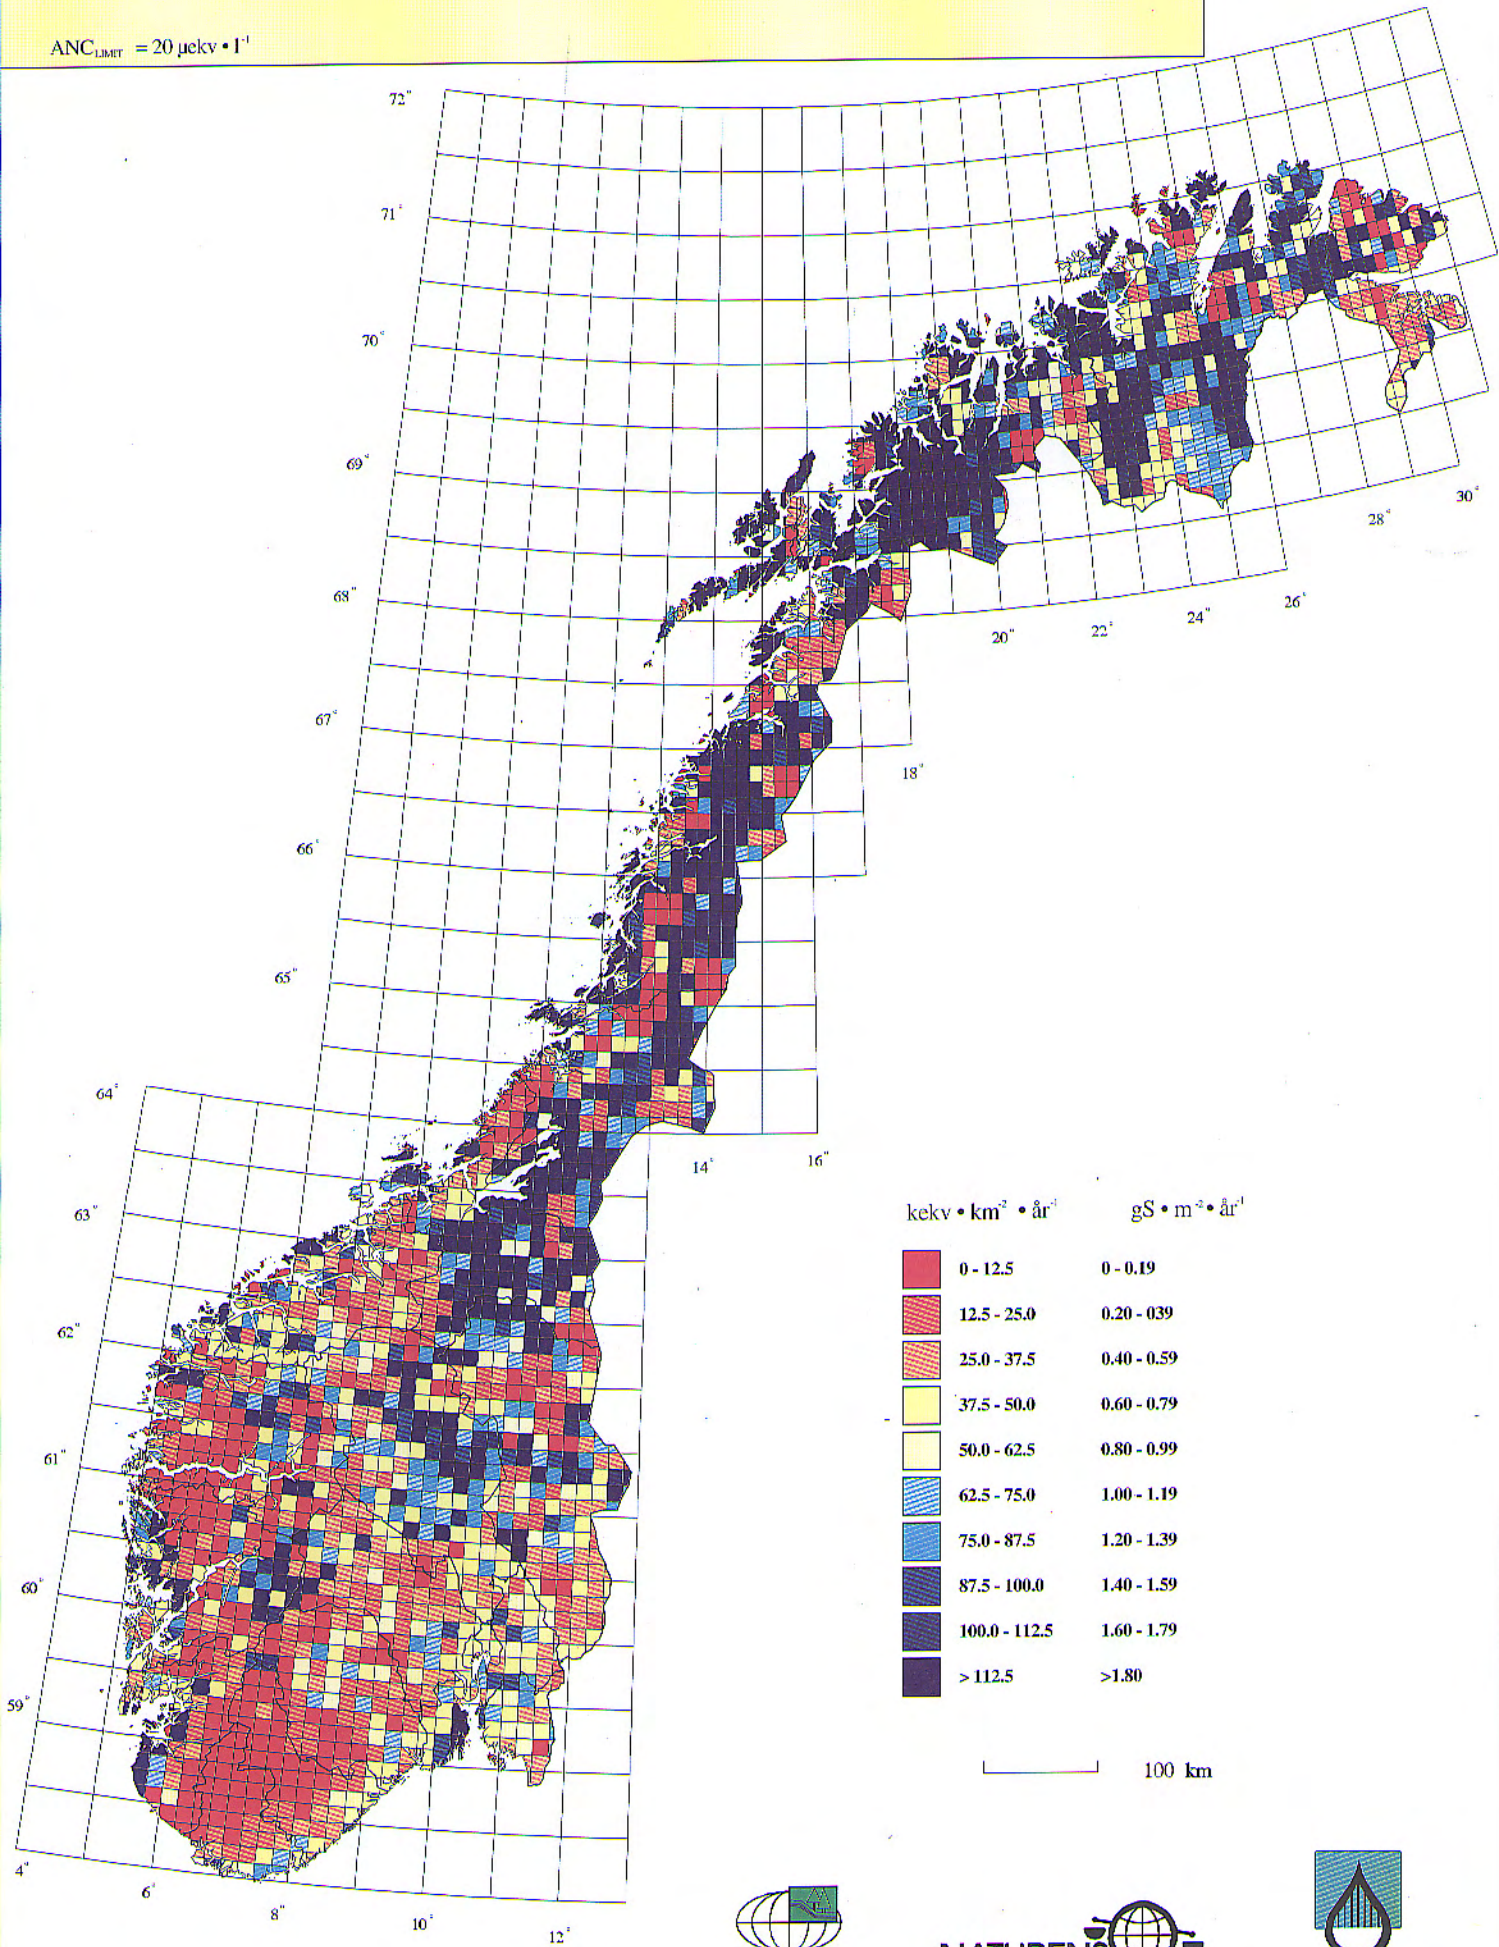 ANC LIMIT = 20 µekv • l⁻¹
72°
71°
70°
69°
68°
67°
66°
65°
64°
63°
62°
61°
60°
59°
30°
28°
26°
24°
22°
20°
18°
16°
14°
4°
6°
8°
10°
12°
kekv • km⁻² • år⁻¹ gS • m⁻² • år⁻¹
0 - 12.5 0 - 0.19
12.5 - 25.0 0.20 - 039
25.0 - 37.5 0.40 - 0.59
37.5 - 50.0 0.60 - 0.79
50.0 - 62.5 0.80 - 0.99
62.5 - 75.0 1.00 - 1.19
75.0 - 87.5 1.20 - 1.39
87.5 - 100.0 1.40 - 1.59
100.0 - 112.5 1.60 - 1.79
> 112.5 >1.80
100 km